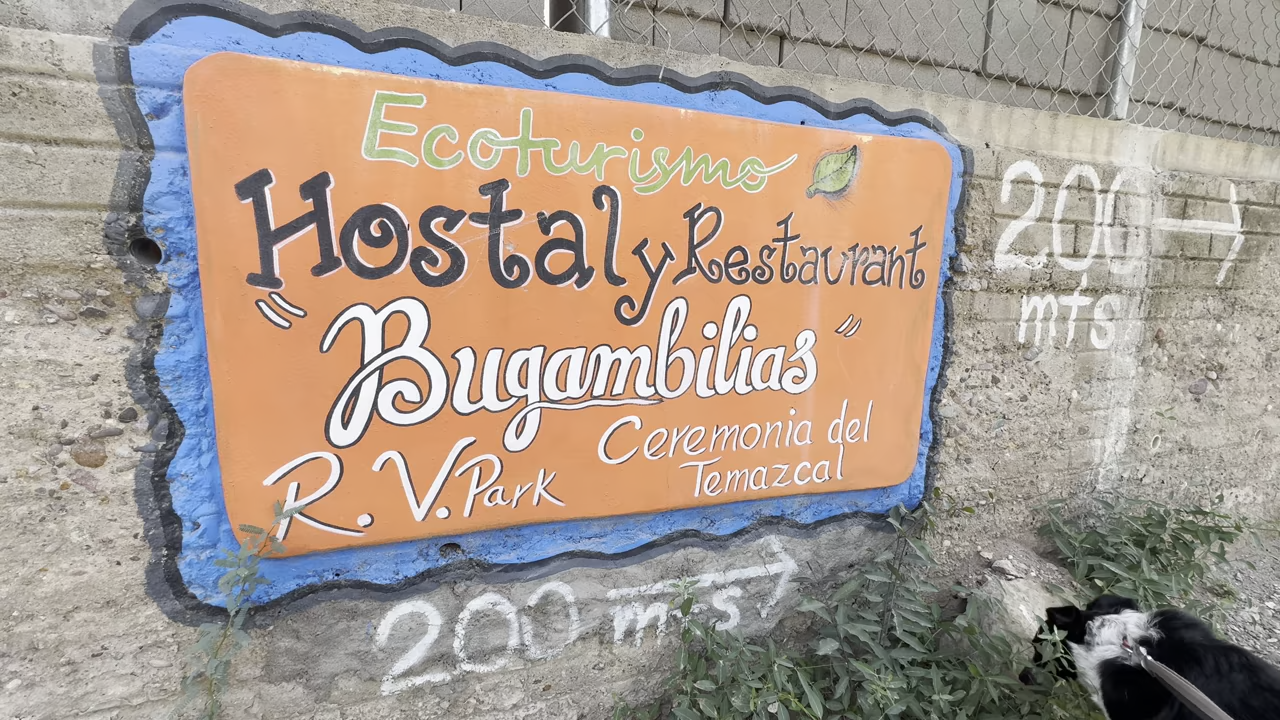 Ecoturismo
Hostal y Restaurant
"Bugambilias"
R. V. Park
Ceremonia del
Temazcal
200 →
mts
200 mts →